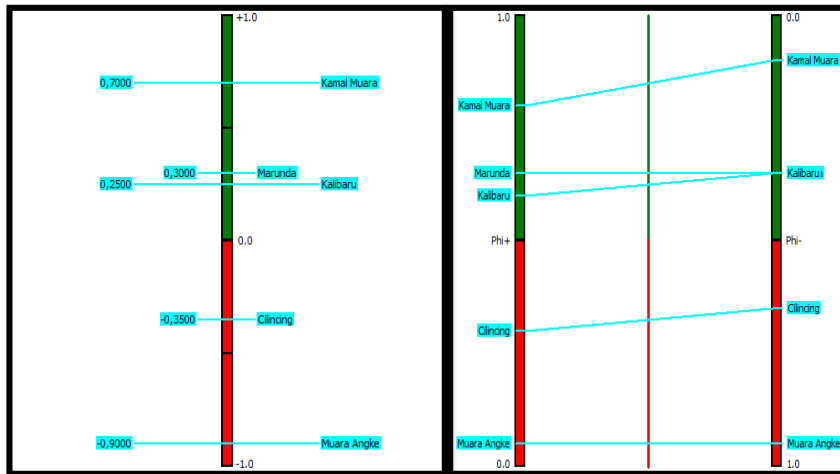 +1.0
0,7000 Kamal Muara
0,3000 Marunda
0,2500 Kalibaru
0.0
-0,3500 Cilincing
-0,9000 Muara Angke
-1.0
1.0 0.0
Kamal Muara
Kamal Muara
Marunda
Kalibaru
Kalibaru
Phi+ Phi-
Cilincing
Cilincing
Muara Angke Muara Angke
0.0 1.0